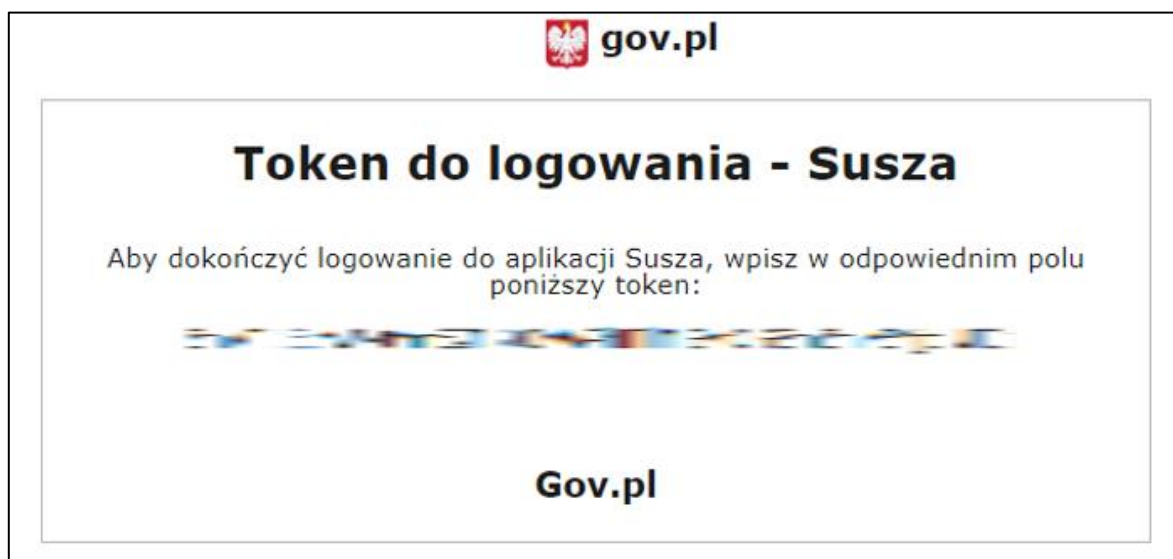 gov.pl
Token do logowania - Susza
Aby dokończyć logowanie do aplikacji Susza, wpisz w odpowiednim polu
poniższy token:
Gov.pl